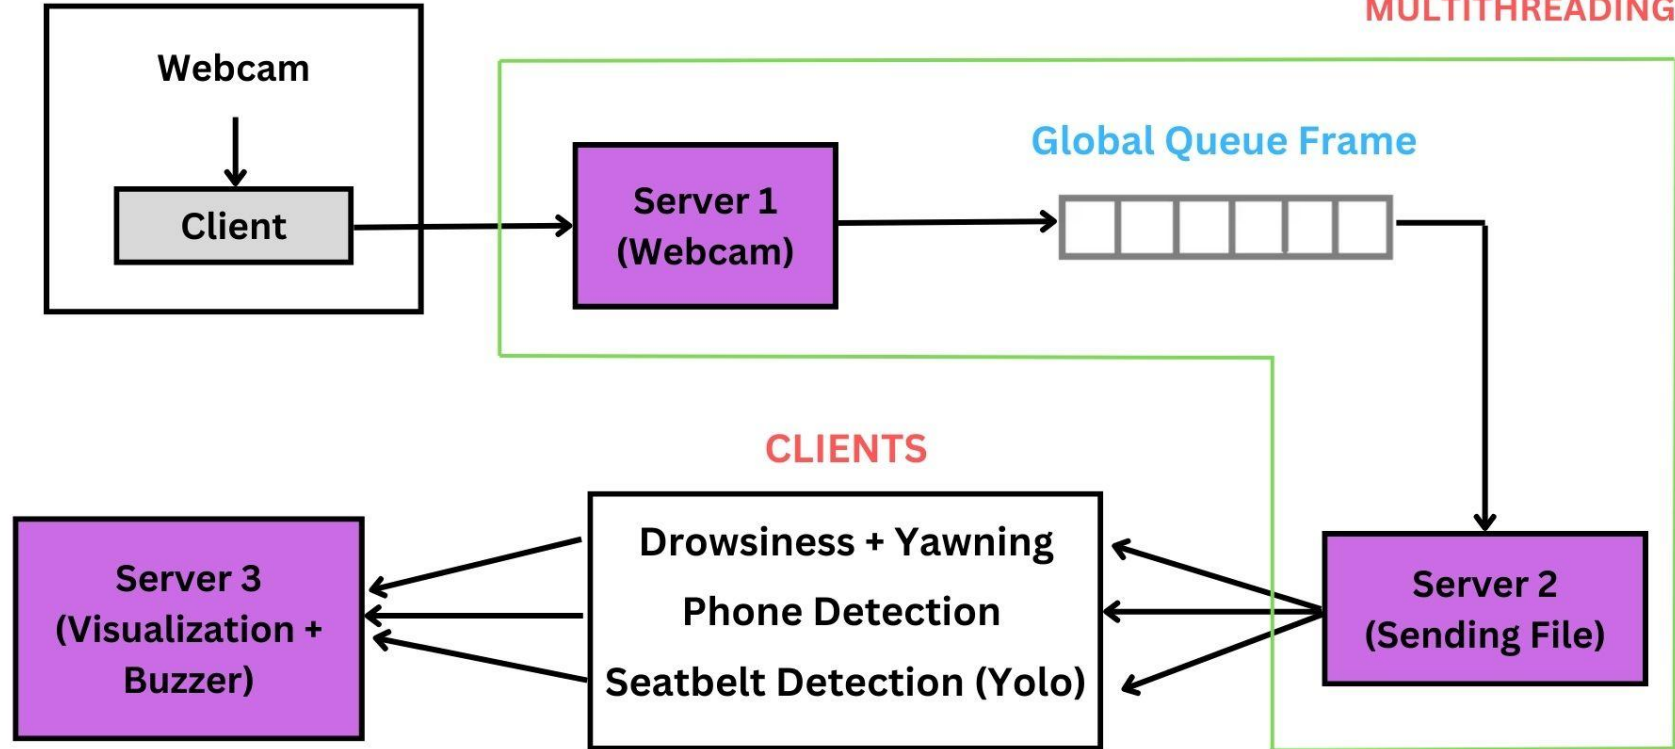 MULTITHREADING
Webcam
Client
Server 1
(Webcam)
Global Queue Frame
CLIENTS
Drowsiness + Yawning
Phone Detection
Seatbelt Detection (Yolo)
Server 2
(Sending File)
Server 3
(Visualization +
Buzzer)